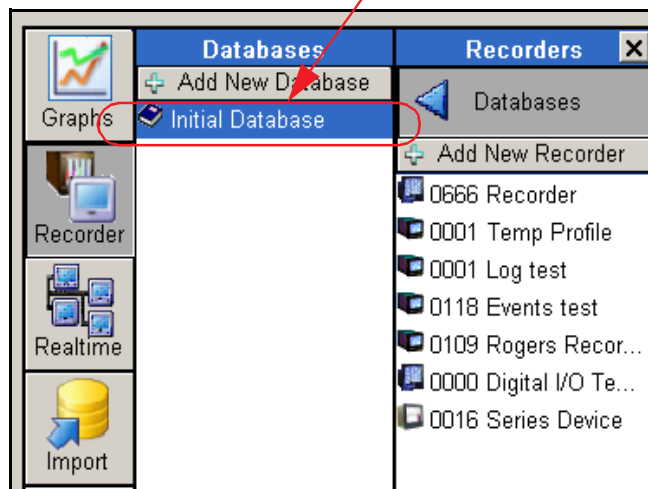 Graphs
Recorder
Realtime
Import
Databases
Add New Database
Initial Database
Recorders
Databases
Add New Recorder
0666 Recorder
0001 Temp Profile
0001 Log test
0118 Events test
0109 Rogers Recor...
0000 Digital I/O Te...
0016 Series Device